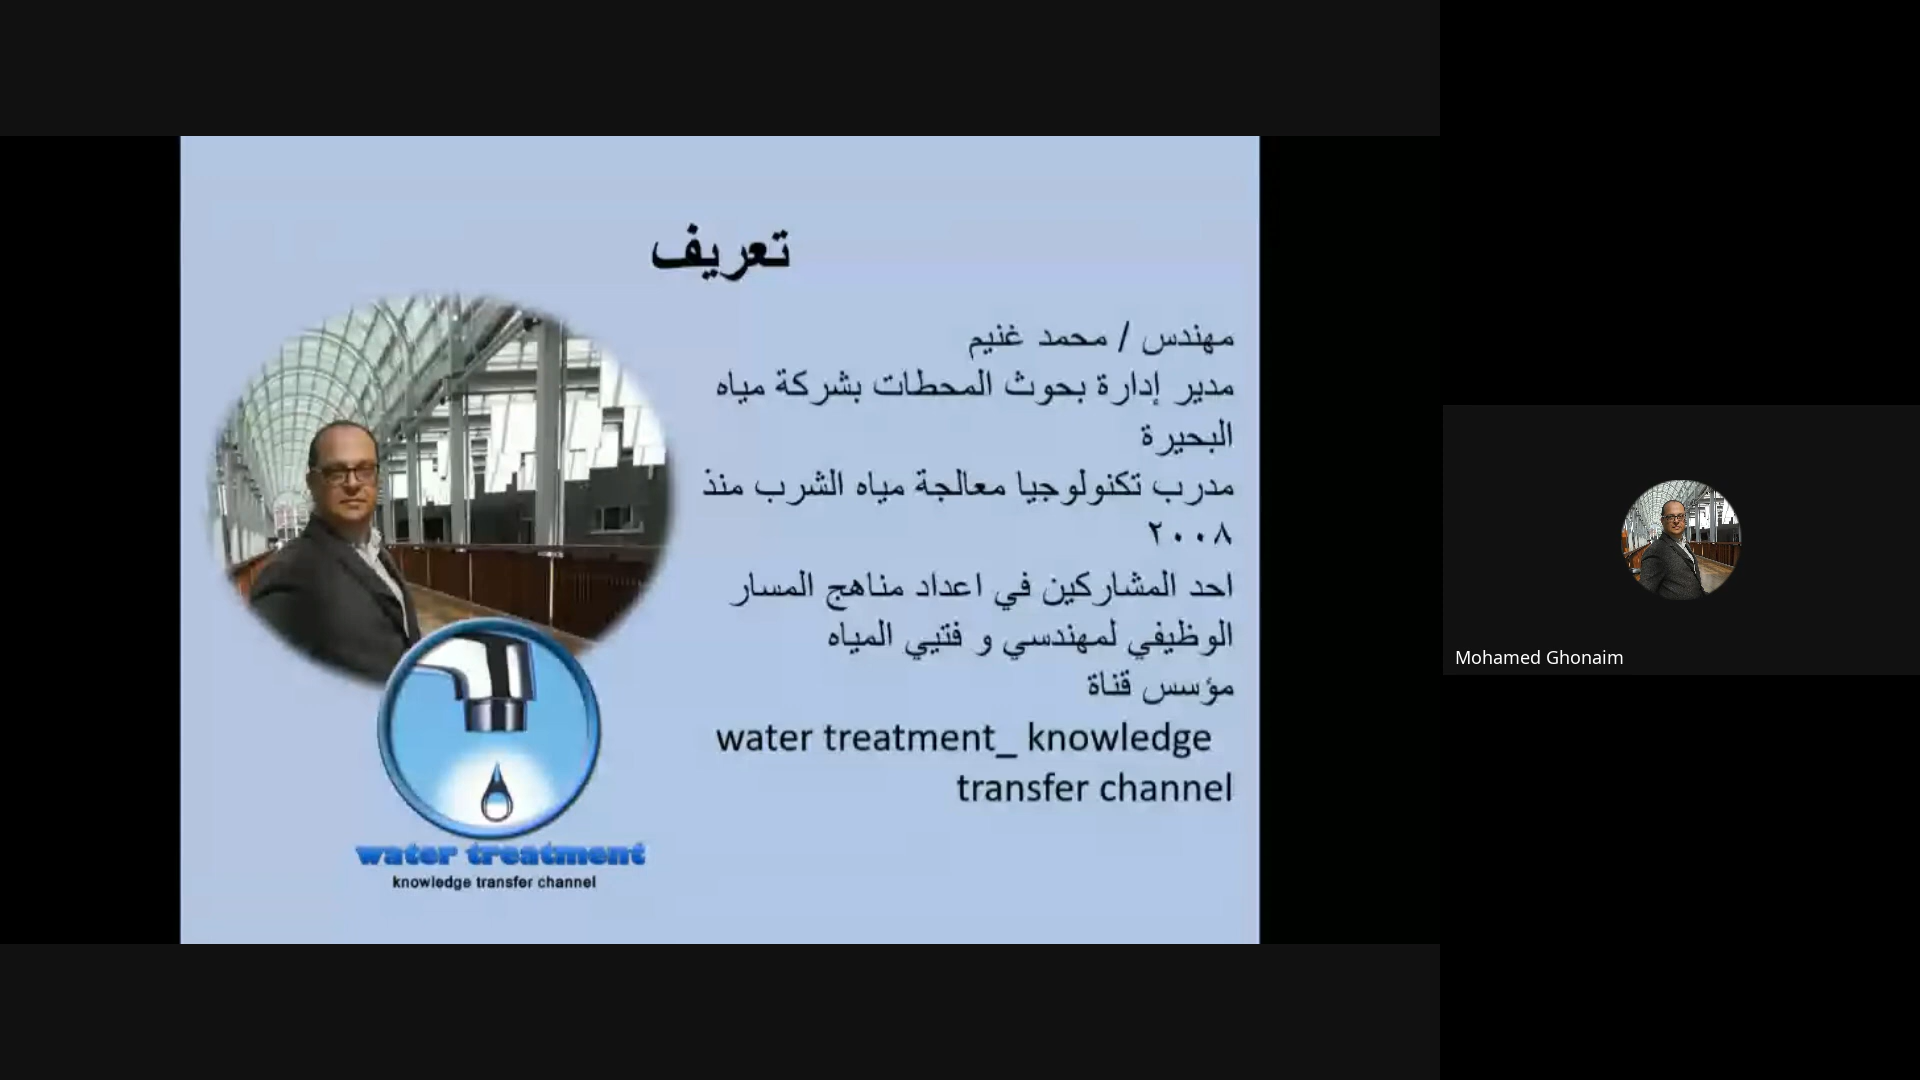 تعريف
مهندس / محمد غنيم
مدير إدارة بحوث المحطات بشركة مياه
البحيرة
مدرب تكنولوجيا معالجة مياه الشرب منذ
٢٠٠٨
احد المشاركين في اعداد مناهج المسار
الوظيفي لمهندسي و فتيي المياه
مؤسس قناة
water treatment_ knowledge
transfer channel
water treatment
knowledge transfer channel
Mohamed Ghonaim